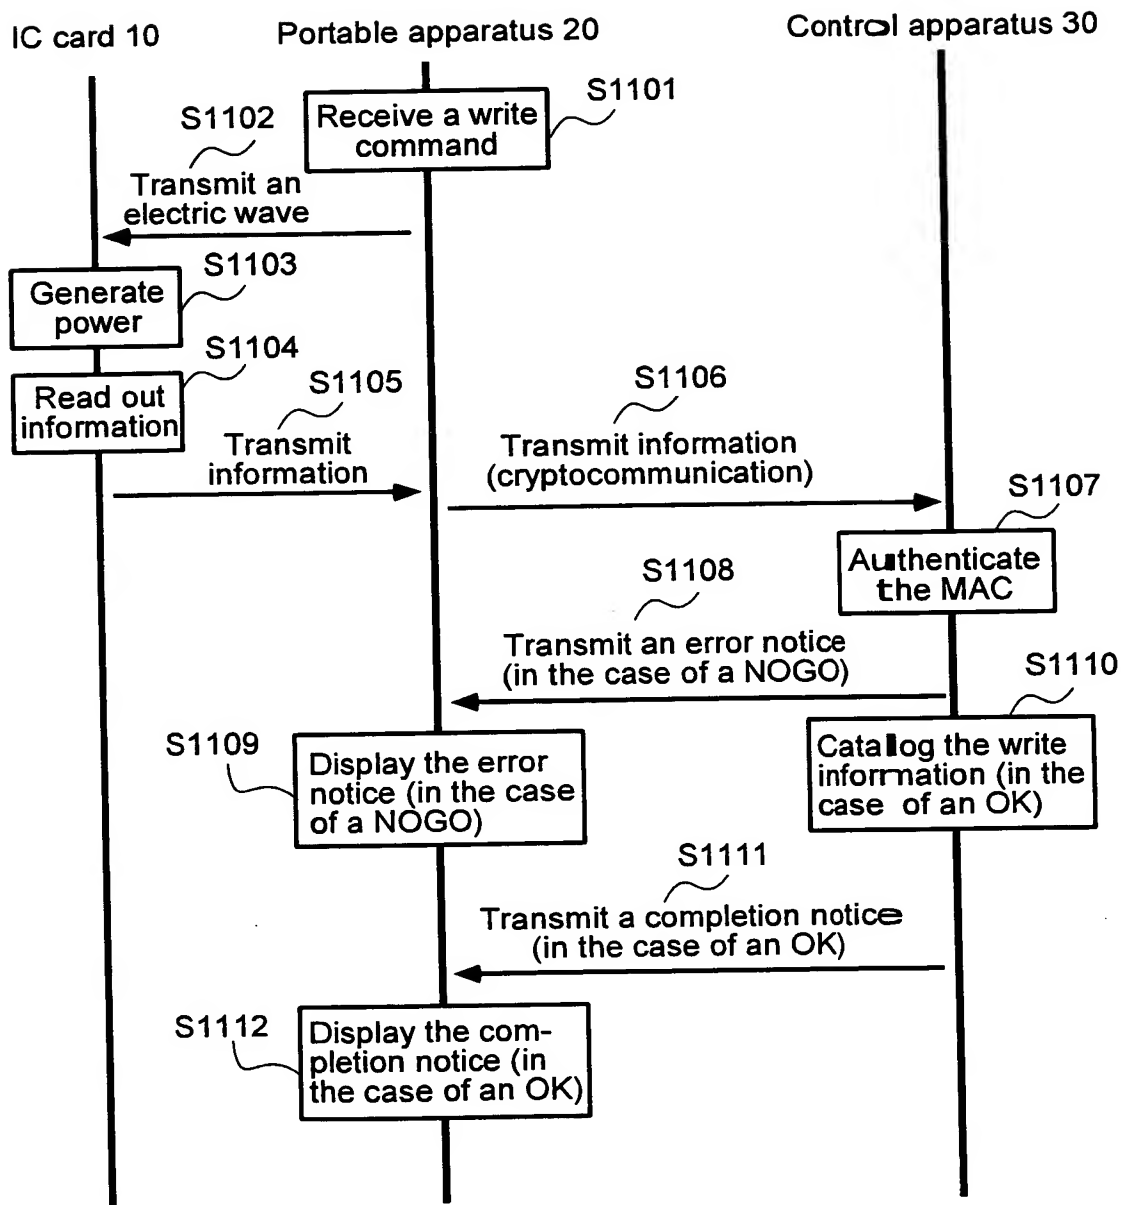 IC card 10
Portable apparatus 20
Control apparatus 30
S1101
Receive a write
command
S1102
Transmit an
electric wave
S1103
Generate
power
S1104
Read out
information
S1105
Transmit
information
S1106
Transmit information
(cryptocommunication)
S1107
Authenticate
the MAC
S1108
Transmit an error notice
(in the case of a NOGO)
S1109
Display the error
notice (in the case
of a NOGO)
S1110
Catalog the write
information (in the
case of an OK)
S1111
Transmit a completion notice
(in the case of an OK)
S1112
Display the com-
pletion notice (in
the case of an OK)